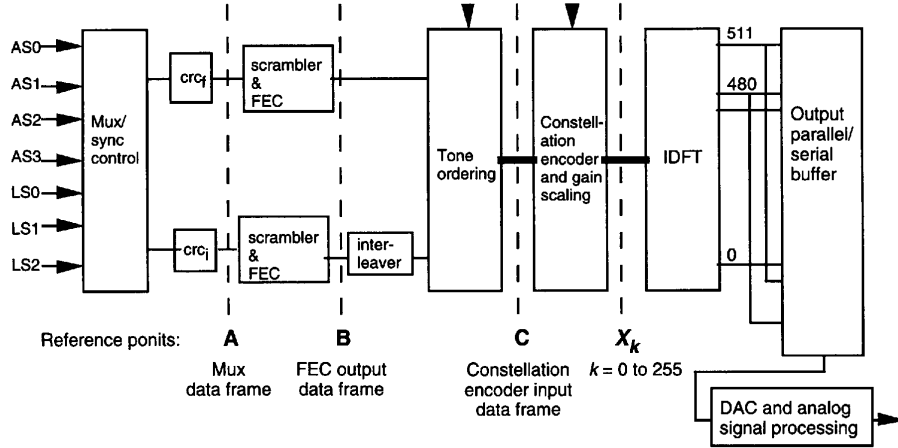 AS0
AS1
AS2
AS3
LS0
LS1
LS2
Mux/
sync
control
crcf
crci
scrambler
&
FEC
scrambler
&
FEC
inter-
leaver
Tone
ordering
Constell-
ation
encoder
and gain
scaling
IDFT
511
480
0
Output
parallel/
serial
buffer
Reference ponits:
A
B
C
Xk
Mux
data frame
FEC output
data frame
Constellation
encoder input
data frame
k = 0 to 255
DAC and analog
signal processing